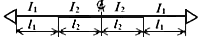 I₁ I₂ I₂ I₁
l₁ l₂ l₂ l₁